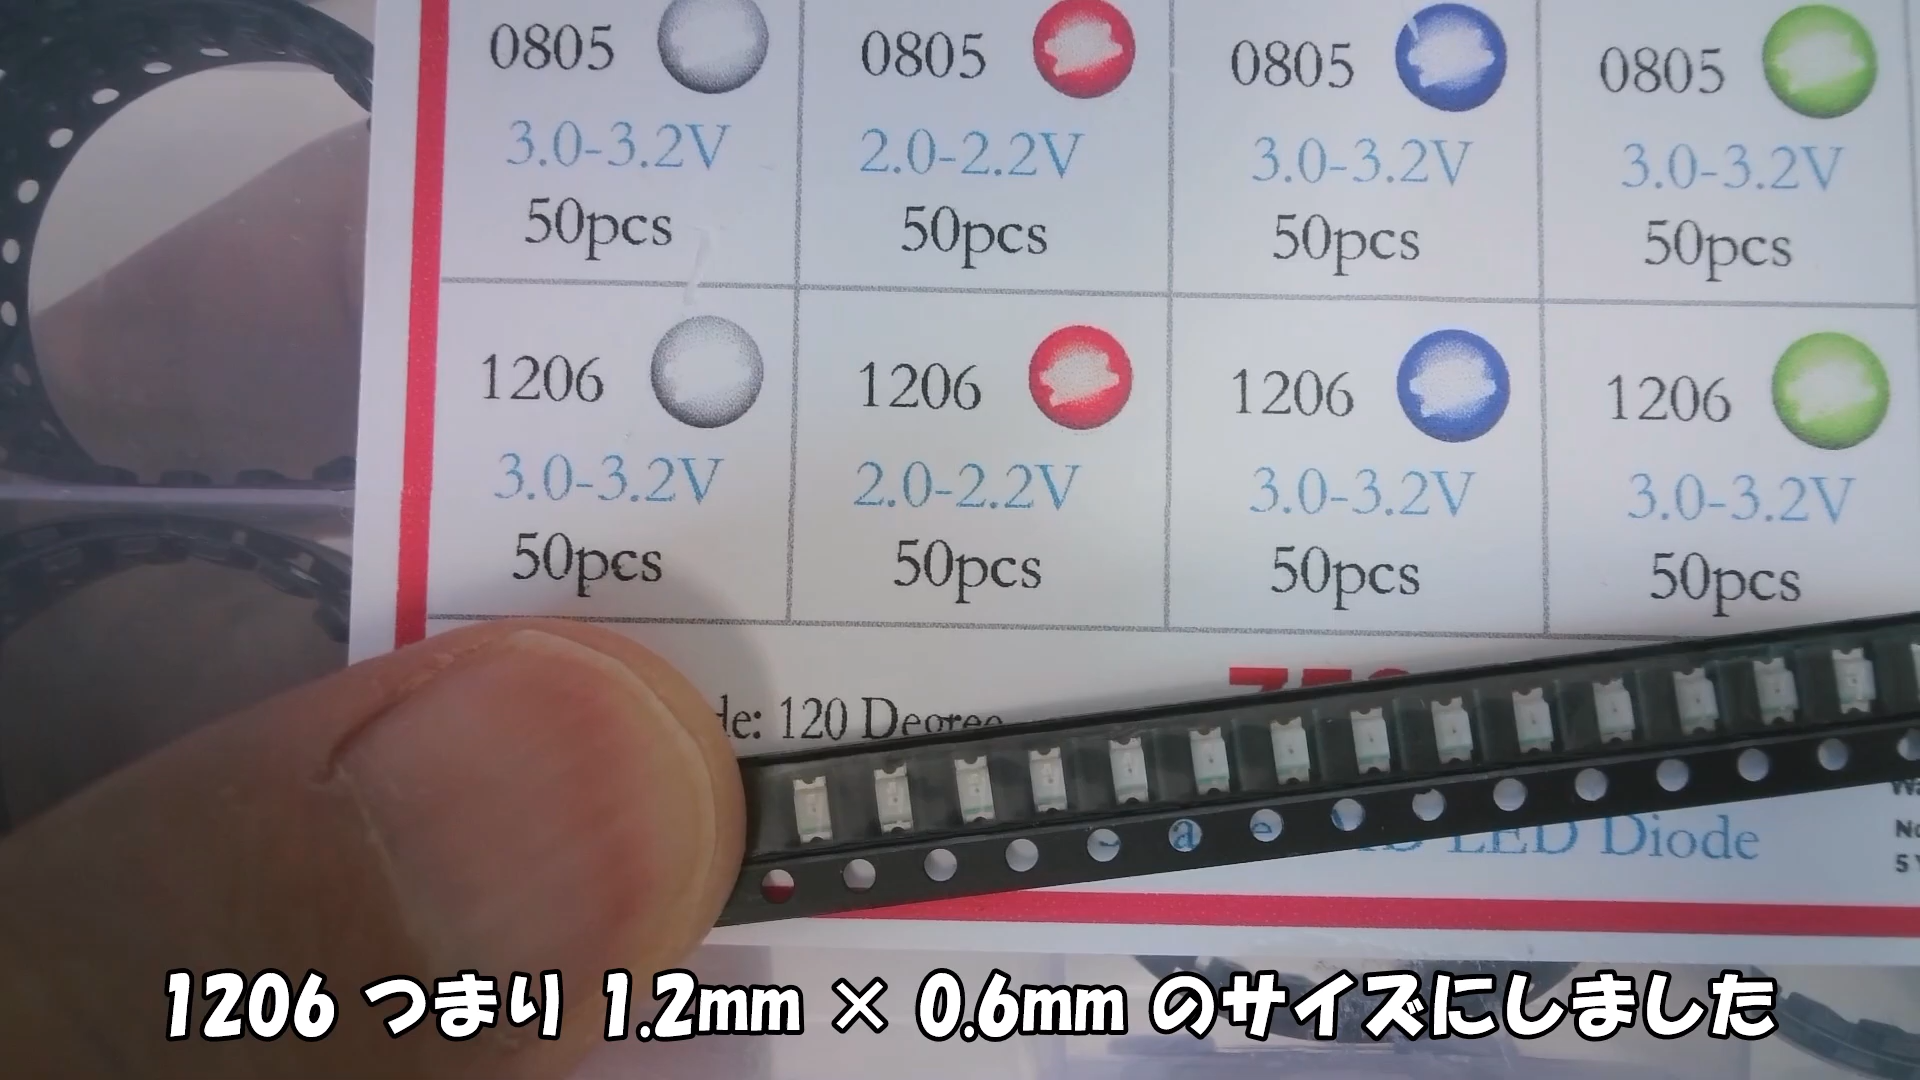 0805 0805 0805 0805
3.0-3.2V 2.0-2.2V 3.0-3.2V 3.0-3.2V
50pcs 50pcs 50pcs 50pcs
1206 1206 1206 1206
3.0-3.2V 2.0-2.2V 3.0-3.2V 3.0-3.2V
50pcs 50pcs 50pcs 50pcs
120 Degree
LED Diode
1206 つまり 1.2mm × 0.6mm のサイズにしました